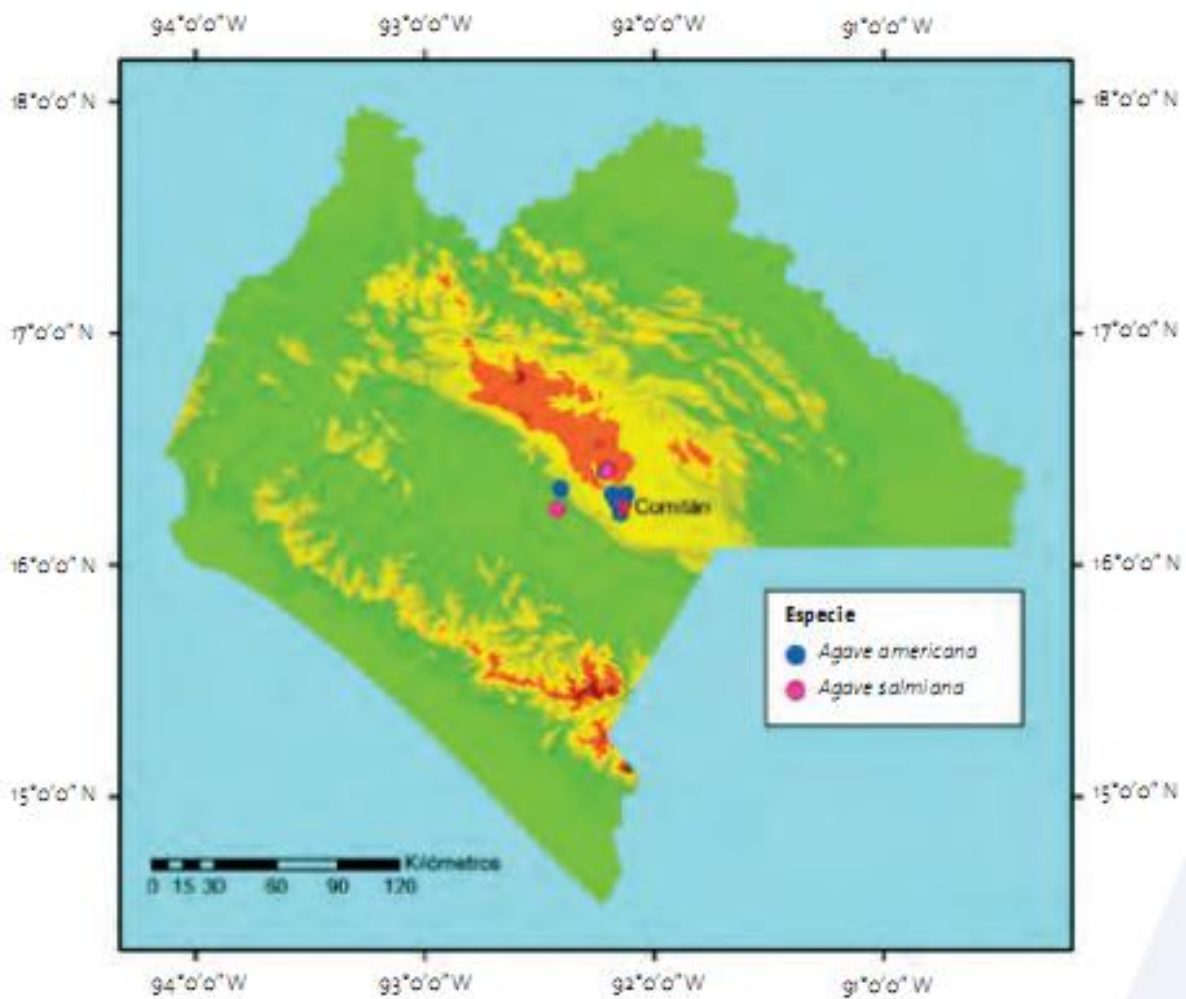 94°0'0"W 93°0'0"W 92°0'0"W 91°0'0"W
18°0'0"N 18°0'0"N
17°0'0"N 17°0'0"N
Comitán
16°0'0"N 16°0'0"N
Especie
Agave americana
Agave salmiana
15°0'0"N 15°0'0"N
Kilómetros
0 15 30 60 90 120
94°0'0"W 93°0'0"W 92°0'0"W 91°0'0"W